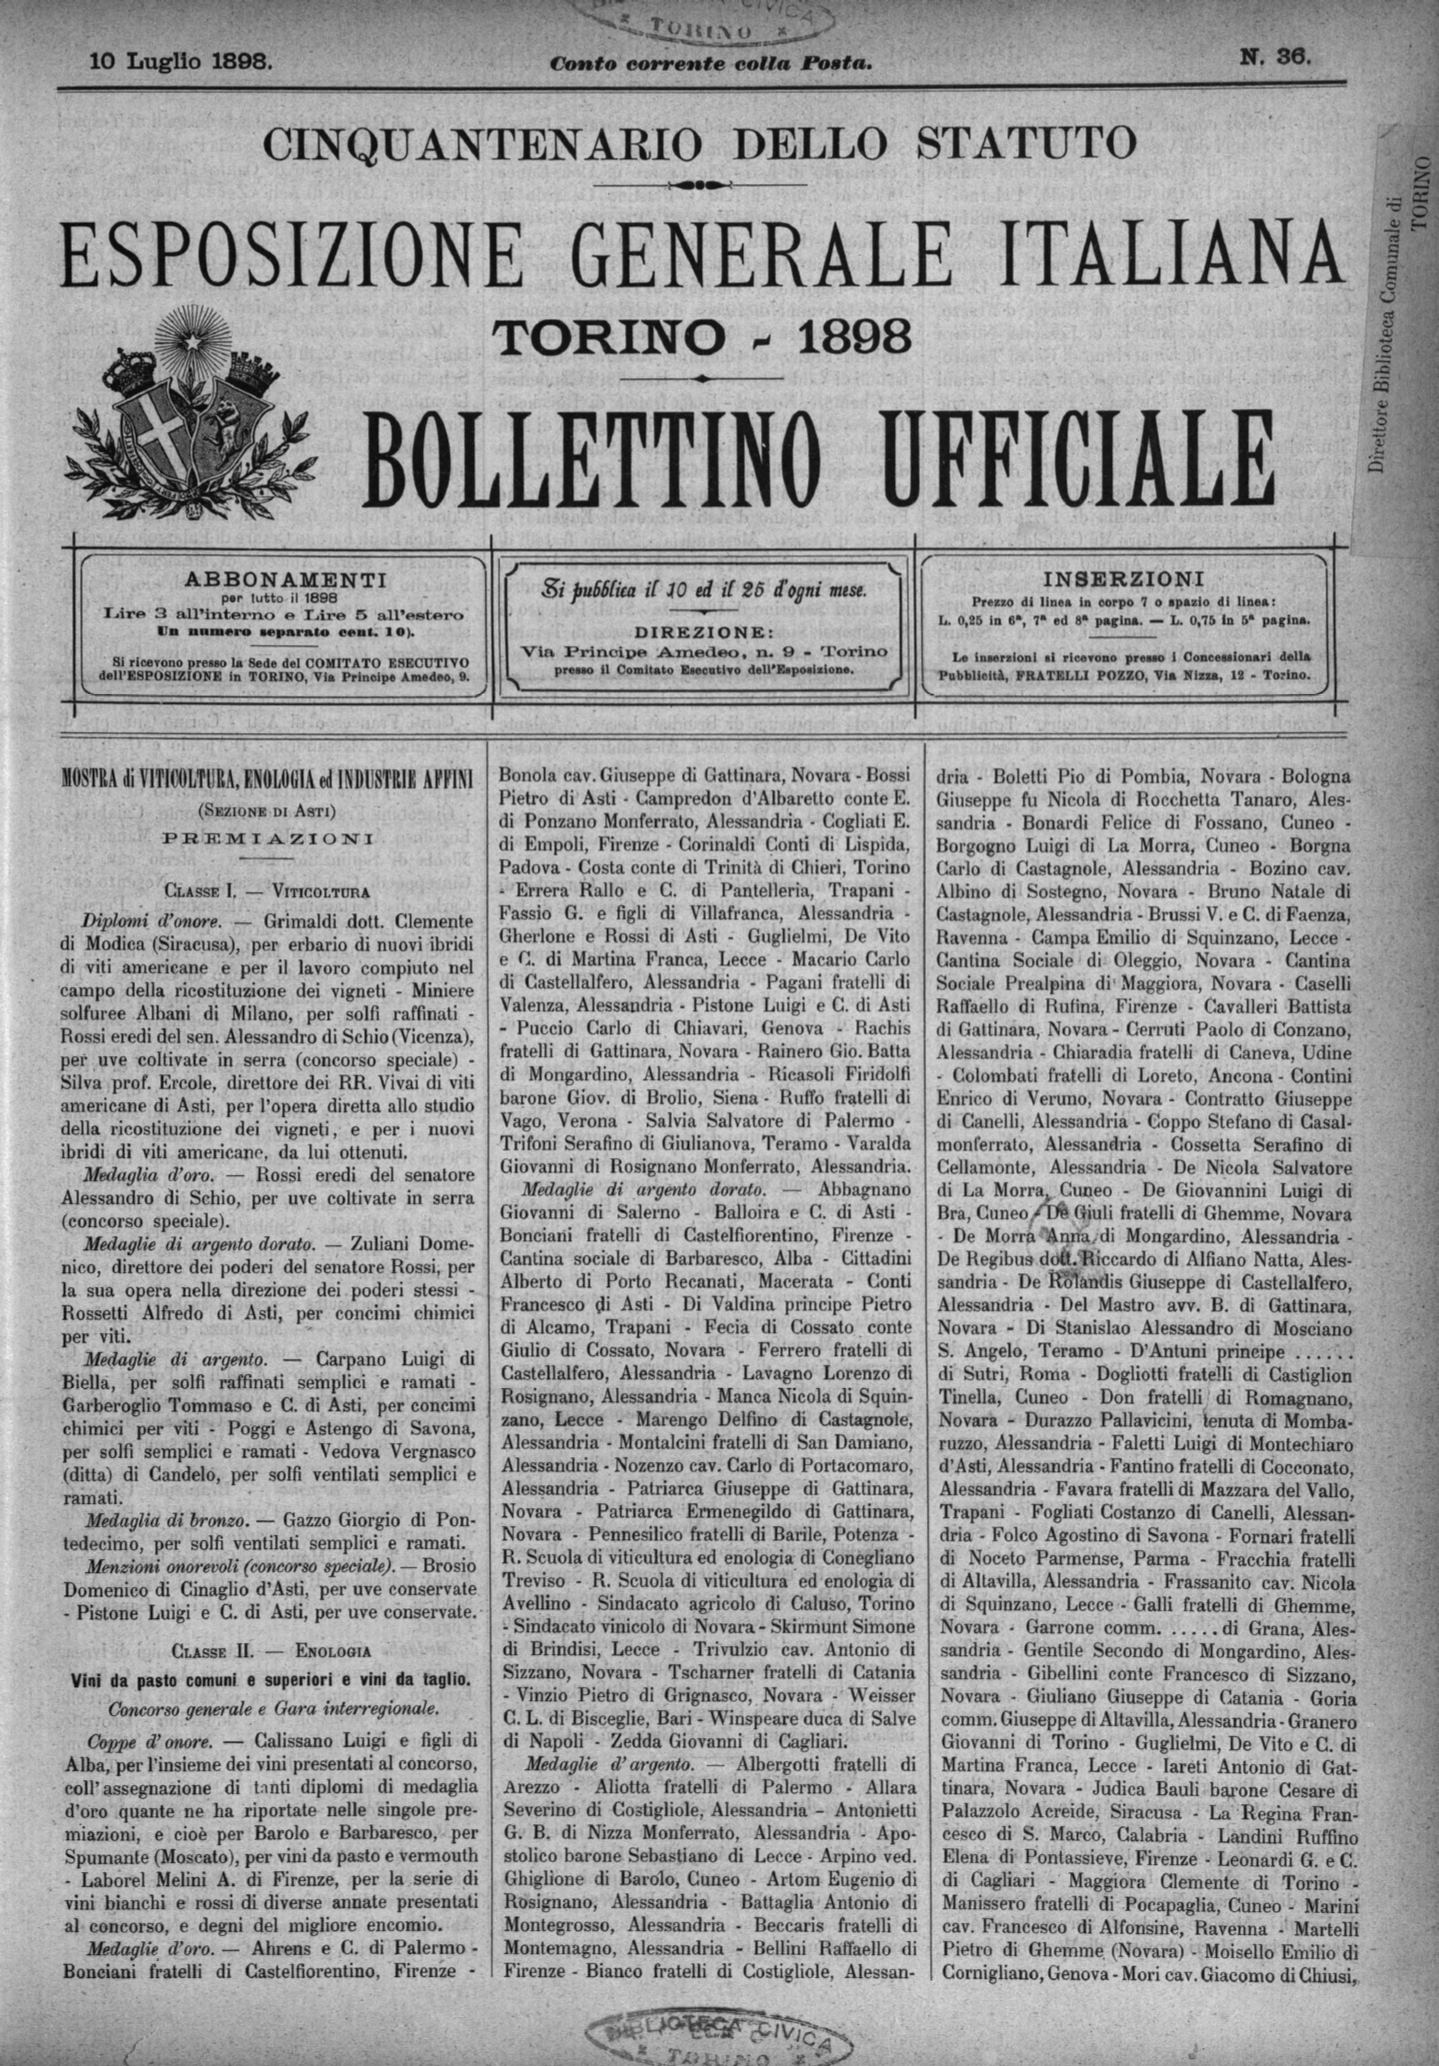 BIBLIOTECA CIVICA
TORINO
10 Luglio 1898.
Conto corrente colla Posta.
N. 36.
CINQUANTENARIO DELLO STATUTO
ESPOSIZIONE GENERALE ITALIANA
TORINO - 1898
BOLLETTINO UFFICIALE
Direttore Biblioteca Comunale di
TORINO
ABBONAMENTI
per tutto il 1898
Lire 3 all'interno e Lire 5 all'estero
Un numero separato cent. 10).
Si ricevono presso la Sede del COMITATO ESECUTIVO
dell'ESPOSIZIONE in TORINO, Via Principe Amedeo, 9.
Si pubblica il 10 ed il 25 d'ogni mese.
DIREZIONE:
Via Principe Amedeo, n. 9 - Torino
presso il Comitato Esecutivo dell'Esposizione.
INSERZIONI
Prezzo di linea in corpo 7 o spazio di linea:
L. 0,25 in 6ª, 7ª ed 8ª pagina. — L. 0,75 in 5ª pagina.
Le inserzioni si ricevono presso i Concessionari della
Pubblicità, FRATELLI POZZO, Via Nizza, 12 - Torino.
MOSTRA di VITICOLTURA, ENOLOGIA ed INDUSTRIE AFFINI
(SEZIONE DI ASTI)
PREMIAZIONI
CLASSE I. — VITICOLTURA
Diplomi d'onore. — Grimaldi dott. Clemente
di Modica (Siracusa), per erbario di nuovi ibridi
di viti americane e per il lavoro compiuto nel
campo della ricostituzione dei vigneti - Miniere
solfuree Albani di Milano, per solfi raffinati -
Rossi eredi del sen. Alessandro di Schio (Vicenza),
per uve coltivate in serra (concorso speciale) -
Silva prof. Ercole, direttore dei RR. Vivai di viti
americane di Asti, per l'opera diretta allo studio
della ricostituzione dei vigneti, e per i nuovi
ibridi di viti americane, da lui ottenuti.
Medaglia d'oro. — Rossi eredi del senatore
Alessandro di Schio, per uve coltivate in serra
(concorso speciale).
Medaglie di argento dorato. — Zuliani Dome-
nico, direttore dei poderi del senatore Rossi, per
la sua opera nella direzione dei poderi stessi -
Rossetti Alfredo di Asti, per concimi chimici
per viti.
Medaglie di argento. — Carpano Luigi di
Biella, per solfi raffinati semplici e ramati -
Garberoglio Tommaso e C. di Asti, per concimi
chimici per viti - Poggi e Astengo di Savona,
per solfi semplici e ramati - Vedova Vergnasco
(ditta) di Candelo, per solfi ventilati semplici e
ramati.
Medaglia di bronzo. — Gazzo Giorgio di Pon-
tedecimo, per solfi ventilati semplici e ramati.
Menzioni onorevoli (concorso speciale). — Brosio
Domenico di Cinaglio d'Asti, per uve conservate
- Pistone Luigi e C. di Asti, per uve conservate.
CLASSE II. — ENOLOGIA
Vini da pasto comuni e superiori e vini da taglio.
Concorso generale e Gara interregionale.
Coppe d'onore. — Calissano Luigi e figli di
Alba, per l'insieme dei vini presentati al concorso,
coll'assegnazione di tanti diplomi di medaglia
d'oro quante ne ha riportate nelle singole pre-
miazioni, e cioè per Barolo e Barbaresco, per
Spumante (Moscato), per vini da pasto e vermouth
- Laborel Melini A. di Firenze, per la serie di
vini bianchi e rossi di diverse annate presentati
al concorso, e degni del migliore encomio.
Medaglie d'oro. — Ahrens e C. di Palermo -
Bonciani fratelli di Castelfiorentino, Firenze -
Bonola cav. Giuseppe di Gattinara, Novara - Bossi
Pietro di Asti - Campredon d'Albaretto conte E.
di Ponzano Monferrato, Alessandria - Cogliati E.
di Empoli, Firenze - Corinaldi Conti di Lispida,
Padova - Costa conte di Trinità di Chieri, Torino
- Errera Rallo e C. di Pantelleria, Trapani -
Fassio G. e figli di Villafranca, Alessandria -
Gherlone e Rossi di Asti - Guglielmi, De Vito
e C. di Martina Franca, Lecce - Macario Carlo
di Castellalfero, Alessandria - Pagani fratelli di
Valenza, Alessandria - Pistone Luigi e C. di Asti
- Puccio Carlo di Chiavari, Genova - Rachis
fratelli di Gattinara, Novara - Rainero Gio. Batta
di Mongardino, Alessandria - Ricasoli Firidolfi
barone Giov. di Brolio, Siena - Ruffo fratelli di
Vago, Verona - Salvia Salvatore di Palermo -
Trifoni Serafino di Giulianova, Teramo - Varalda
Giovanni di Rosignano Monferrato, Alessandria.
Medaglie di argento dorato. — Abbagnano
Giovanni di Salerno - Balloira e C. di Asti -
Bonciani fratelli di Castelfiorentino, Firenze -
Cantina sociale di Barbaresco, Alba - Cittadini
Alberto di Porto Recanati, Macerata - Conti
Francesco di Asti - Di Valdina principe Pietro
di Alcamo, Trapani - Fecia di Cossato conte
Giulio di Cossato, Novara - Ferrero fratelli di
Castellalfero, Alessandria - Lavagno Lorenzo di
Rosignano, Alessandria - Manca Nicola di Squin-
zano, Lecce - Marengo Delfino di Castagnole,
Alessandria - Montalcini fratelli di San Damiano,
Alessandria - Nozenzo cav. Carlo di Portacomaro,
Alessandria - Patriarca Giuseppe di Gattinara,
Novara - Patriarca Ermenegildo di Gattinara,
Novara - Pennesilico fratelli di Barile, Potenza -
R. Scuola di viticultura ed enologia di Conegliano
Treviso - R. Scuola di viticultura ed enologia di
Avellino - Sindacato agricolo di Caluso, Torino
- Sindacato vinicolo di Novara - Skirmunt Simone
di Brindisi, Lecce - Trivulzio cav. Antonio di
Sizzano, Novara - Tscharner fratelli di Catania
- Vinzio Pietro di Grignasco, Novara - Weisser
C. L. di Bisceglie, Bari - Winspeare duca di Salve
di Napoli - Zedda Giovanni di Cagliari.
Medaglie d'argento. — Albergotti fratelli di
Arezzo - Aliotta fratelli di Palermo - Allara
Severino di Costigliole, Alessandria - Antonietti
G. B. di Nizza Monferrato, Alessandria - Apo-
stolico barone Sebastiano di Lecce - Arpino ved.
Ghiglione di Barolo, Cuneo - Artom Eugenio di
Rosignano, Alessandria - Battaglia Antonio di
Montegrosso, Alessandria - Beccaris fratelli di
Montemagno, Alessandria - Bellini Raffaello di
Firenze - Bianco fratelli di Costigliole, Alessan-
dria - Boletti Pio di Pombia, Novara - Bologna
Giuseppe fu Nicola di Rocchetta Tanaro, Ales-
sandria - Bonardi Felice di Fossano, Cuneo -
Borgogno Luigi di La Morra, Cuneo - Borgna
Carlo di Castagnole, Alessandria - Bozino cav.
Albino di Sostegno, Novara - Bruno Natale di
Castagnole, Alessandria - Brussi V. e C. di Faenza,
Ravenna - Campa Emilio di Squinzano, Lecce -
Cantina Sociale di Oleggio, Novara - Cantina
Sociale Prealpina di Maggiora, Novara - Caselli
Raffaello di Rufina, Firenze - Cavalleri Battista
di Gattinara, Novara - Cerruti Paolo di Conzano,
Alessandria - Chiaradia fratelli di Caneva, Udine
- Colombati fratelli di Loreto, Ancona - Contini
Enrico di Veruno, Novara - Contratto Giuseppe
di Canelli, Alessandria - Coppo Stefano di Casal-
monferrato, Alessandria - Cossetta Serafino di
Cellamonte, Alessandria - De Nicola Salvatore
di La Morra, Cuneo - De Giovannini Luigi di
Bra, Cuneo - De Giuli fratelli di Ghemme, Novara
- De Morra Anna di Mongardino, Alessandria -
De Regibus dott. Riccardo di Alfiano Natta, Ales-
sandria - De Rolandis Giuseppe di Castellalfero,
Alessandria - Del Mastro avv. B. di Gattinara,
Novara - Di Stanislao Alessandro di Mosciano
S. Angelo, Teramo - D'Antuni principe ......
di Sutri, Roma - Dogliotti fratelli di Castiglion
Tinella, Cuneo - Don fratelli di Romagnano,
Novara - Durazzo Pallavicini, tenuta di Momba-
ruzzo, Alessandria - Faletti Luigi di Montechiaro
d'Asti, Alessandria - Fantino fratelli di Cocconato,
Alessandria - Favara fratelli di Mazzara del Vallo,
Trapani - Fogliati Costanzo di Canelli, Alessan-
dria - Folco Agostino di Savona - Fornari fratelli
di Noceto Parmense, Parma - Fracchia fratelli
di Altavilla, Alessandria - Frassanito cav. Nicola
di Squinzano, Lecce - Galli fratelli di Ghemme,
Novara - Garrone comm. ..... di Grana, Ales-
sandria - Gentile Secondo di Mongardino, Ales-
sandria - Gibellini conte Francesco di Sizzano,
Novara - Giuliano Giuseppe di Catania - Goria
comm. Giuseppe di Altavilla, Alessandria - Granero
Giovanni di Torino - Guglielmi, De Vito e C. di
Martina Franca, Lecce - Iareti Antonio di Gat-
tinara, Novara - Judica Bauli barone Cesare di
Palazzolo Acreide, Siracusa - La Regina Fran-
cesco di S. Marco, Calabria - Landini Ruffino
Elena di Pontassieve, Firenze - Leonardi G. e C.
di Cagliari - Maggiora Clemente di Torino -
Manissero fratelli di Pocapaglia, Cuneo - Marini
cav. Francesco di Alfonsine, Ravenna - Martelli
Pietro di Ghemme (Novara) - Moisello Emilio di
Cornigliano, Genova - Mori cav. Giacomo di Chiusi,
BIBLIOTECA CIVICA
TORINO